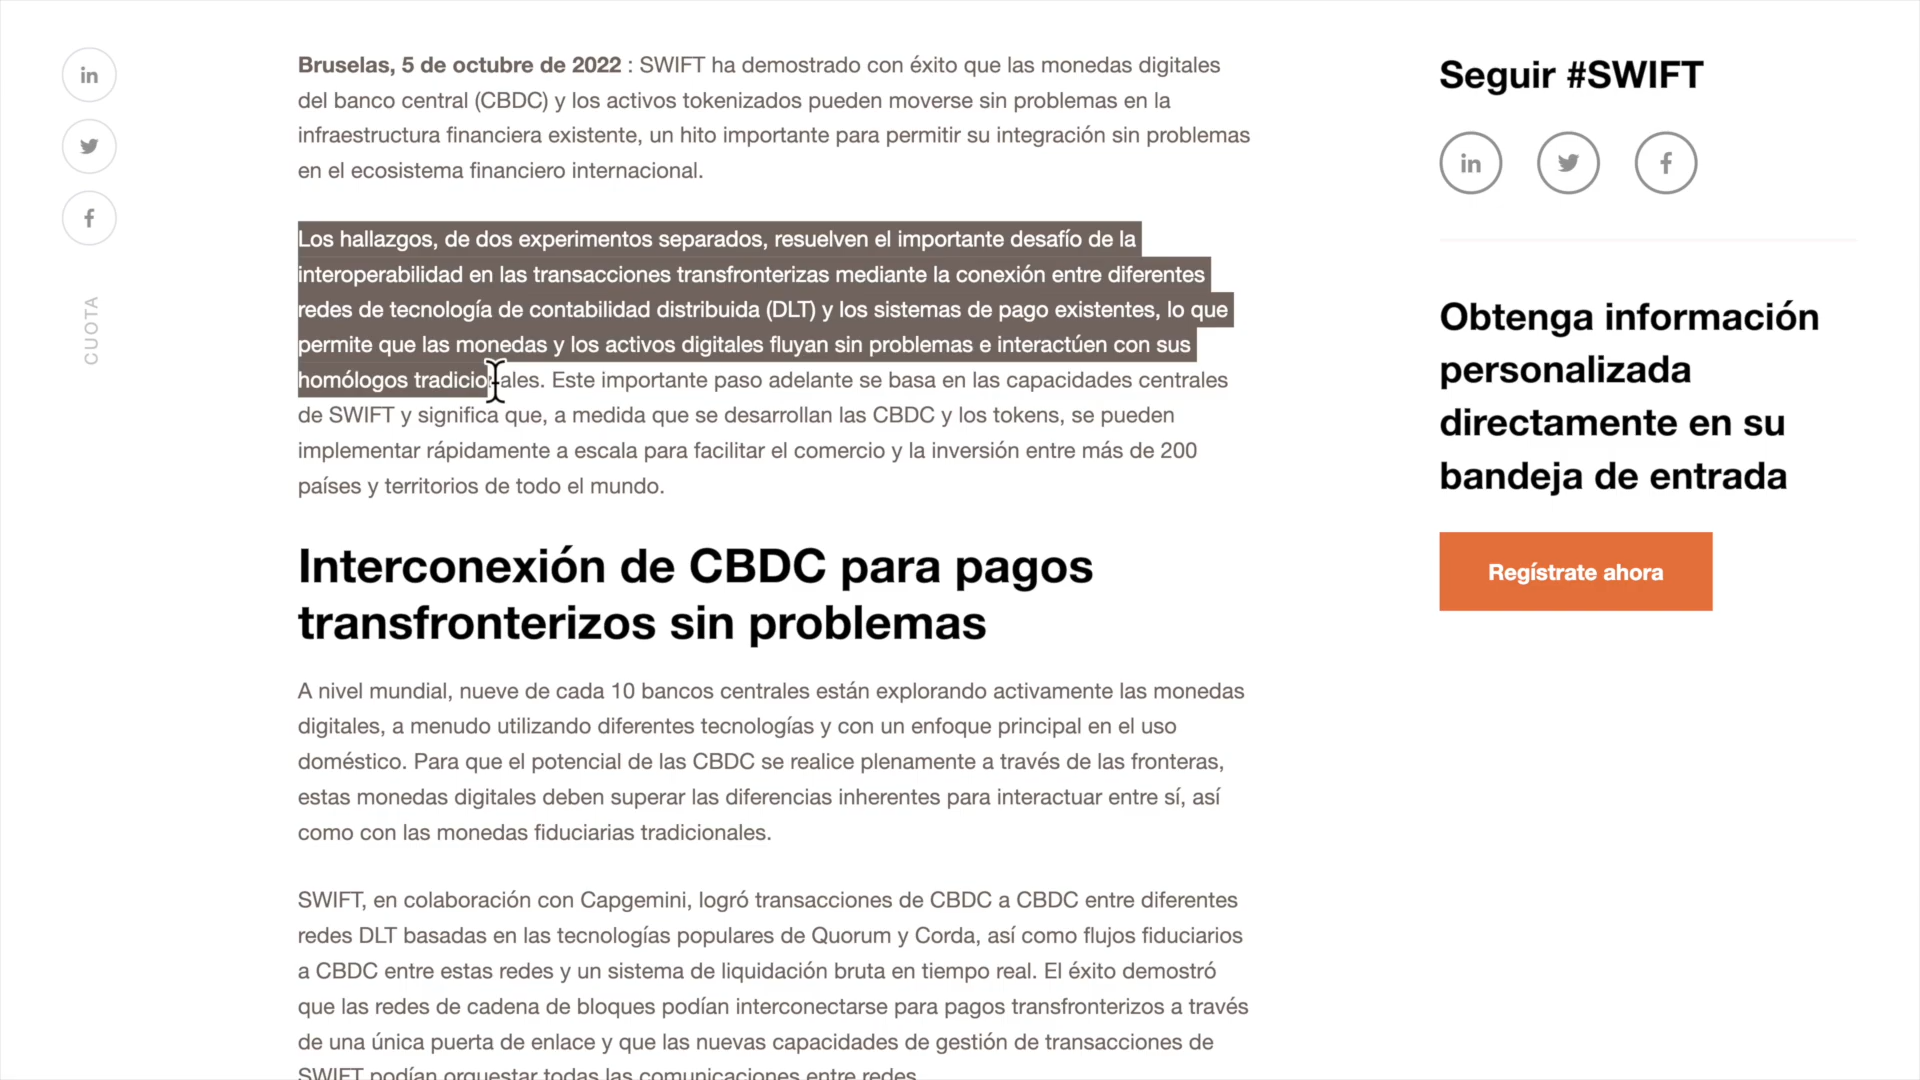 Bruselas, 5 de octubre de 2022 : SWIFT ha demostrado con éxito que las monedas digitales
del banco central (CBDC) y los activos tokenizados pueden moverse sin problemas en la
infraestructura financiera existente, un hito importante para permitir su integración sin problemas
en el ecosistema financiero internacional.
Los hallazgos, de dos experimentos separados, resuelven el importante desafío de la
interoperabilidad en las transacciones transfronterizas mediante la conexión entre diferentes
redes de tecnología de contabilidad distribuida (DLT) y los sistemas de pago existentes, lo que
permite que las monedas y los activos digitales fluyan sin problemas e interactúen con sus
homólogos tradicionales. Este importante paso adelante se basa en las capacidades centrales
de SWIFT y significa que, a medida que se desarrollan las CBDC y los tokens, se pueden
implementar rápidamente a escala para facilitar el comercio y la inversión entre más de 200
países y territorios de todo el mundo.
Interconexión de CBDC para pagos
transfronterizos sin problemas
A nivel mundial, nueve de cada 10 bancos centrales están explorando activamente las monedas
digitales, a menudo utilizando diferentes tecnologías y con un enfoque principal en el uso
doméstico. Para que el potencial de las CBDC se realice plenamente a través de las fronteras,
estas monedas digitales deben superar las diferencias inherentes para interactuar entre sí, así
como con las monedas fiduciarias tradicionales.
SWIFT, en colaboración con Capgemini, logró transacciones de CBDC a CBDC entre diferentes
redes DLT basadas en las tecnologías populares de Quorum y Corda, así como flujos fiduciarios
a CBDC entre estas redes y un sistema de liquidación bruta en tiempo real. El éxito demostró
que las redes de cadena de bloques podían interconectarse para pagos transfronterizos a través
de una única puerta de enlace y que las nuevas capacidades de gestión de transacciones de
SWIFT podían orquestar todas las comunicaciones entre redes.
CUOTA
Seguir #SWIFT
Obtenga información
personalizada
directamente en su
bandeja de entrada
Regístrate ahora